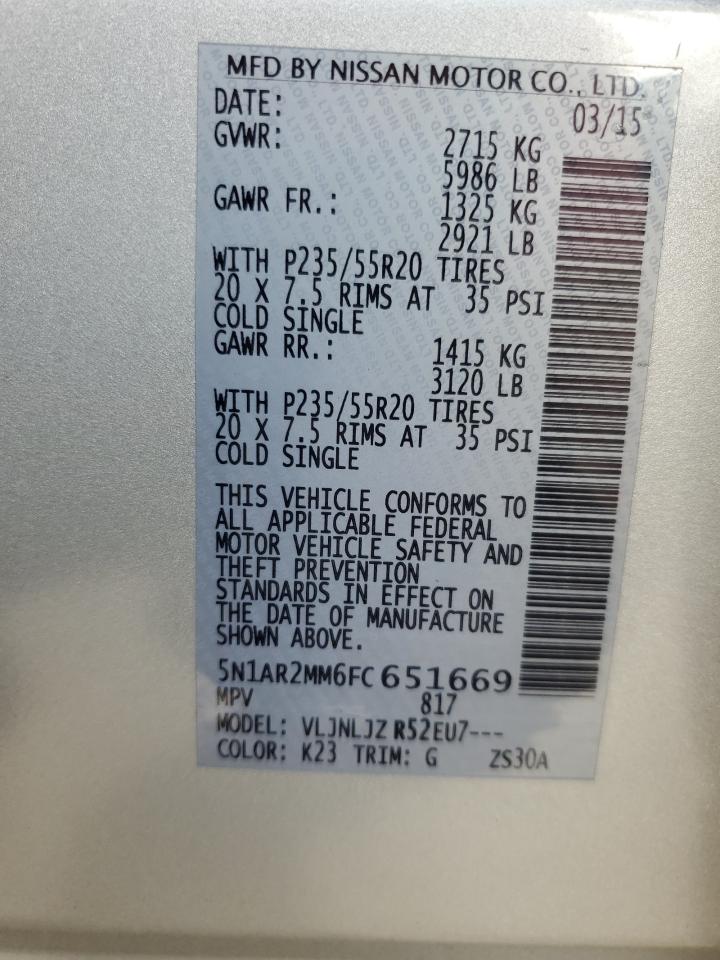 MFD BY NISSAN MOTOR CO., LTD.
DATE: 03/15
GVWR: 2715 KG
5986 LB
GAWR FR.: 1325 KG
2921 LB
WITH P235/55R20 TIRES
20 X 7.5 RIMS AT 35 PSI
COLD SINGLE
GAWR RR.: 1415 KG
3120 LB
WITH P235/55R20 TIRES
20 X 7.5 RIMS AT 35 PSI
COLD SINGLE
THIS VEHICLE CONFORMS TO
ALL APPLICABLE FEDERAL
MOTOR VEHICLE SAFETY AND
THEFT PREVENTION
STANDARDS IN EFFECT ON
THE DATE OF MANUFACTURE
SHOWN ABOVE.
5N1AR2MM6FC651669
MPV 817
MODEL: VLJNLJZ R52EU7---
COLOR: K23 TRIM: G ZS30A